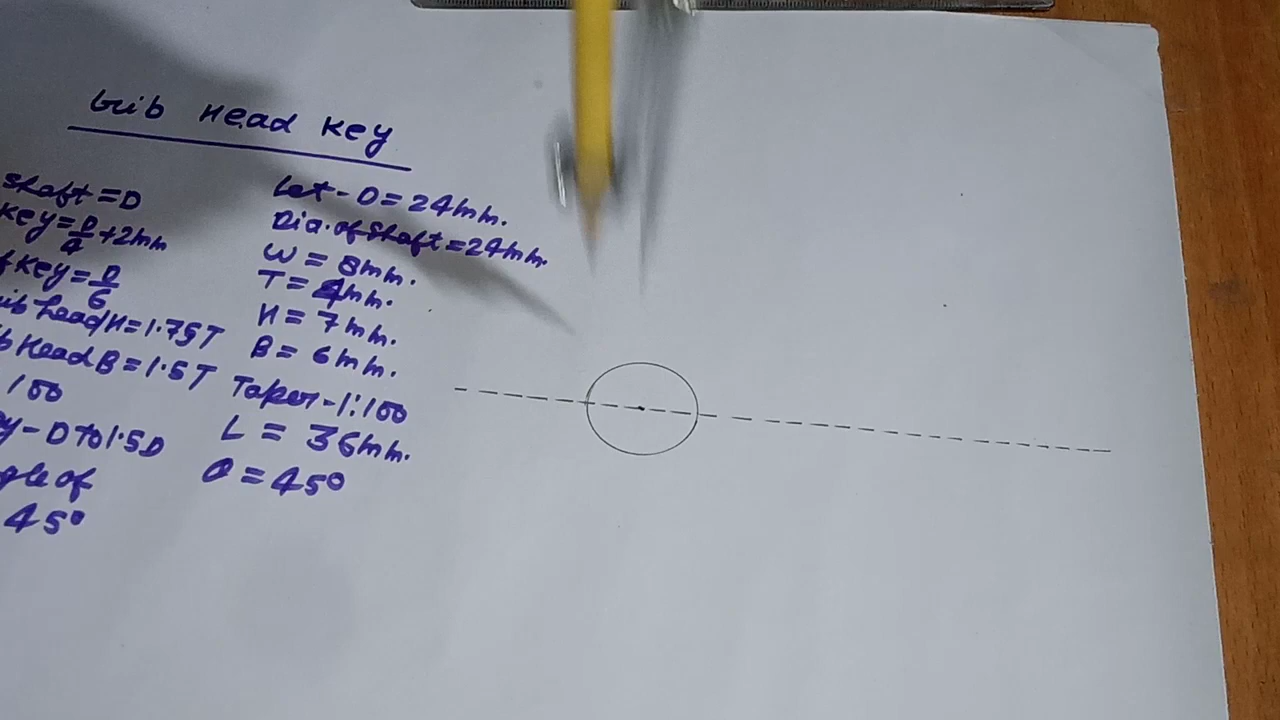 Gib Head Key
shaft = D
Key = D/4 + 2mm
f Key = D/6
ib head H = 1.75T
b Head B = 1.5T
100
y - D to 1.5D
gle of
45°
Let - D = 24mm.
Dia. of shaft = 24mm.
W = 8mm.
T = 4mm.
H = 7mm.
B = 6mm.
Taper - 1:100
L = 36mm.
θ = 45°